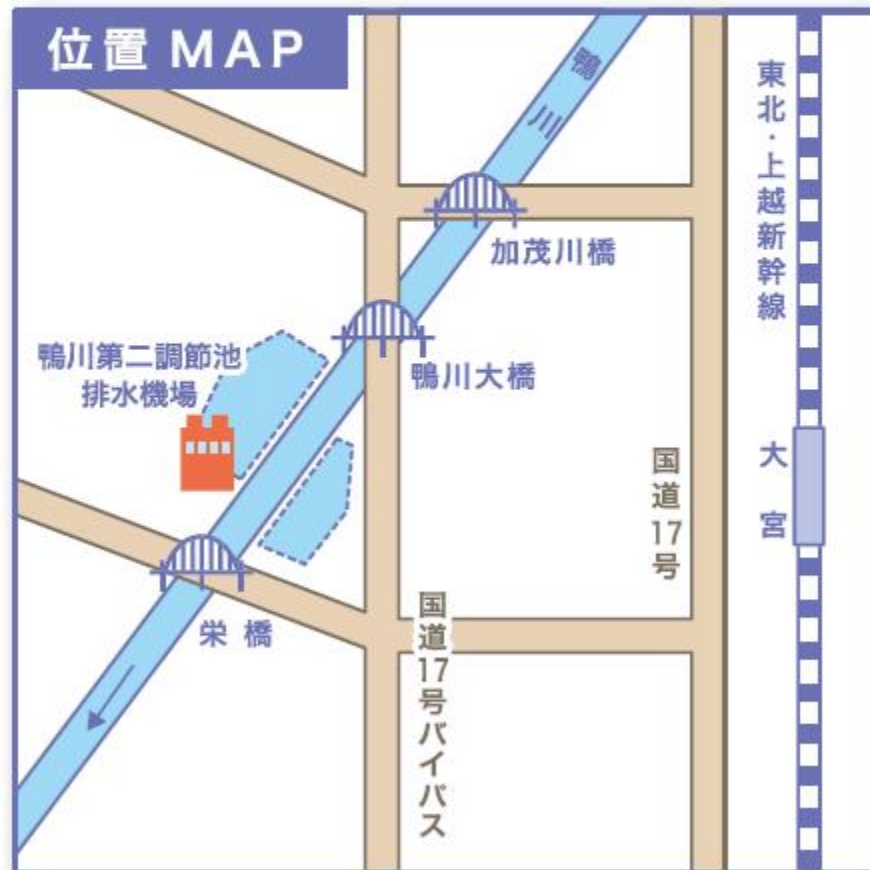 位置MAP
鴨川
東北・上越新幹線
加茂川橋
鴨川第二調節池
排水機場
鴨川大橋
国道17号
大宮
栄橋
国道17号バイパス